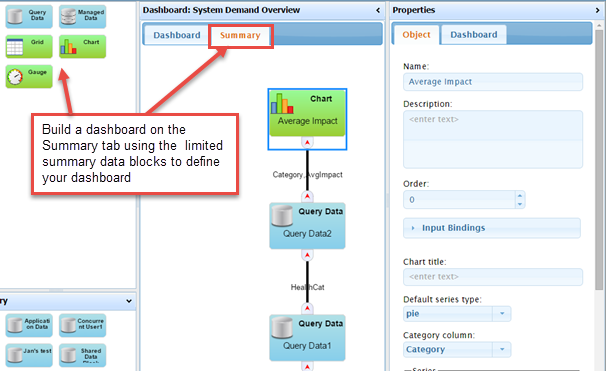 Query
Data
Managed
Data
Grid
Chart
Gauge
Build a dashboard on the
Summary tab using the limited
summary data blocks to define
your dashboard
ry
Applicati
on Data
Concurre
nt User1
Jan's test
Shared
Data
Dashboard: System Demand Overview
Dashboard
Summary
Chart
Average Impact
Category,AvgImpact
Query Data
Query Data2
HealthCat
Query Data
Query Data1
Properties
Object
Dashboard
Name:
Average Impact
Description:
<enter text>
Order:
0
Input Bindings
Chart title:
<enter text>
Default series type:
pie
Category column:
Category
Series